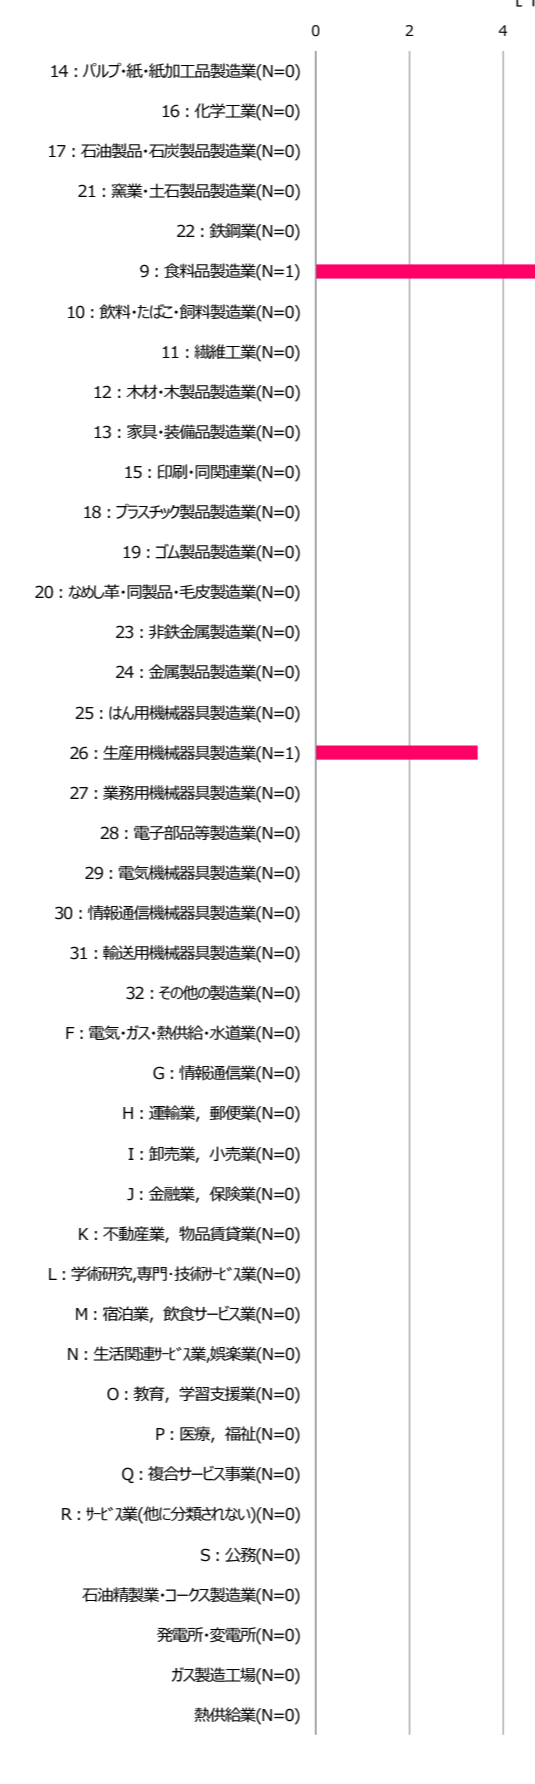 0 2 4
14：パルプ・紙・紙加工品製造業(N=0)
16：化学工業(N=0)
17：石油製品・石炭製品製造業(N=0)
21：窯業・土石製品製造業(N=0)
22：鉄鋼業(N=0)
9：食料品製造業(N=1)
10：飲料・たばこ・飼料製造業(N=0)
11：繊維工業(N=0)
12：木材・木製品製造業(N=0)
13：家具・装備品製造業(N=0)
15：印刷・同関連業(N=0)
18：プラスチック製品製造業(N=0)
19：ゴム製品製造業(N=0)
20：なめし革・同製品・毛皮製造業(N=0)
23：非鉄金属製造業(N=0)
24：金属製品製造業(N=0)
25：はん用機械器具製造業(N=0)
26：生産用機械器具製造業(N=1)
27：業務用機械器具製造業(N=0)
28：電子部品等製造業(N=0)
29：電気機械器具製造業(N=0)
30：情報通信機械器具製造業(N=0)
31：輸送用機械器具製造業(N=0)
32：その他の製造業(N=0)
F：電気・ガス・熱供給・水道業(N=0)
G：情報通信業(N=0)
H：運輸業，郵便業(N=0)
I：卸売業，小売業(N=0)
J：金融業，保険業(N=0)
K：不動産業，物品賃貸業(N=0)
L：学術研究,専門・技術ｻｰﾋﾞｽ業(N=0)
M：宿泊業，飲食サービス業(N=0)
N：生活関連ｻｰﾋﾞｽ業,娯楽業(N=0)
O：教育，学習支援業(N=0)
P：医療，福祉(N=0)
Q：複合サービス事業(N=0)
R：ｻｰﾋﾞｽ業(他に分類されない)(N=0)
S：公務(N=0)
石油精製業・コークス製造業(N=0)
発電所・変電所(N=0)
ガス製造工場(N=0)
熱供給業(N=0)